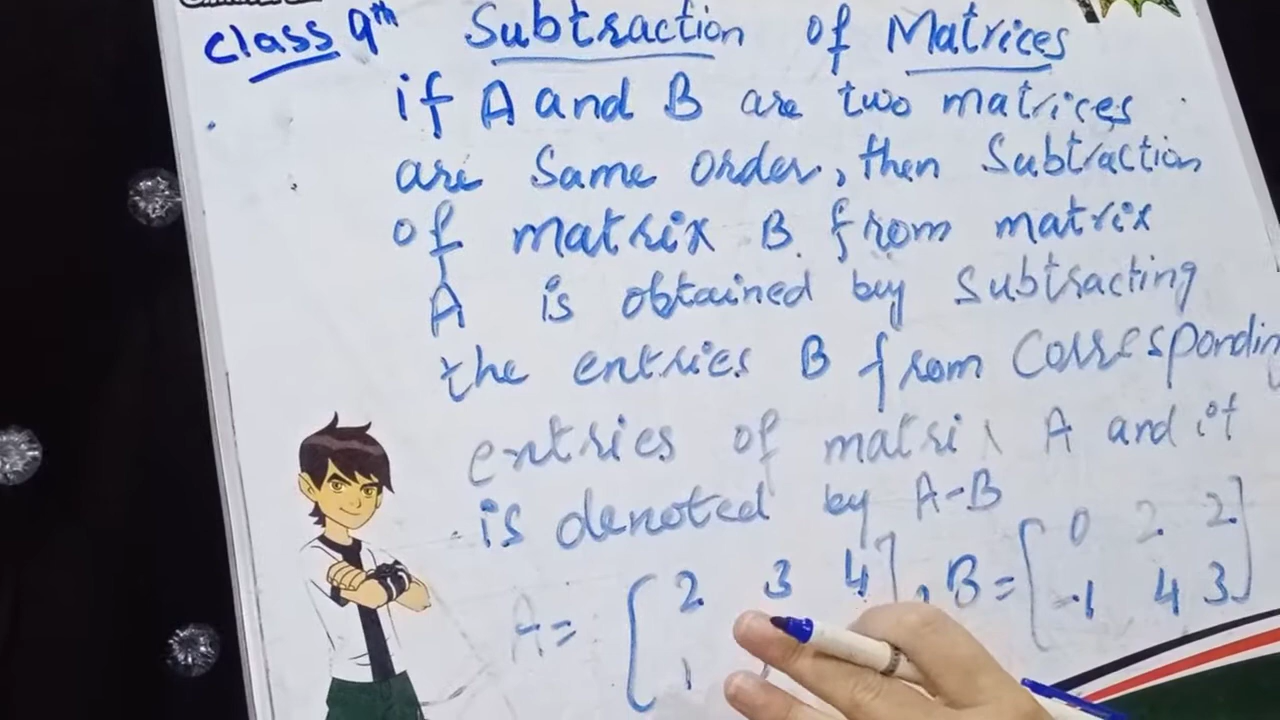 Class 9th Subtraction of Matrices
if A and B are two matrices
are Same order, then Subtraction
of matrix B from matrix
A is obtained by Subtracting
the entries B from Correspondin
entries of matrix A and it
is denoted by A-B
A = [ 2 3 4 ] , B = [ 0 2 2 ]
1 -1 4 3